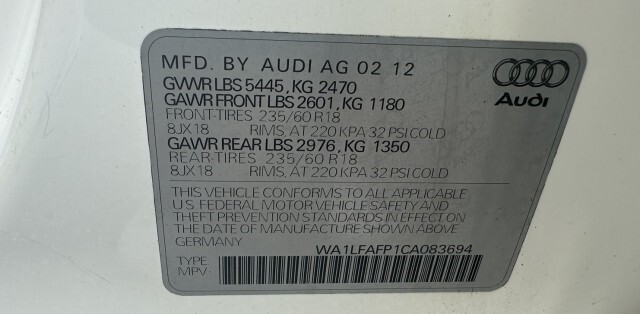 MFD. BY AUDI AG 02 12
GVWR LBS 5445, KG 2470
GAWR FRONT LBS 2601, KG 1180
FRONT-TIRES 235/60 R18
8JX18 RIMS, AT 220 KPA 32 PSI COLD
GAWR REAR LBS 2976, KG 1350
REAR-TIRES 235/60 R18
8JX18 RIMS, AT 220 KPA 32 PSI COLD
THIS VEHICLE CONFORMS TO ALL APPLICABLE
U.S FEDERAL MOTOR VEHICLE SAFETY AND
THEFT PREVENTION STANDARDS IN EFFECT ON
THE DATE OF MANUFACTURE SHOWN ABOVE
GERMANY
WA1LFAFP1CA083694
TYPE
MPV
Audi